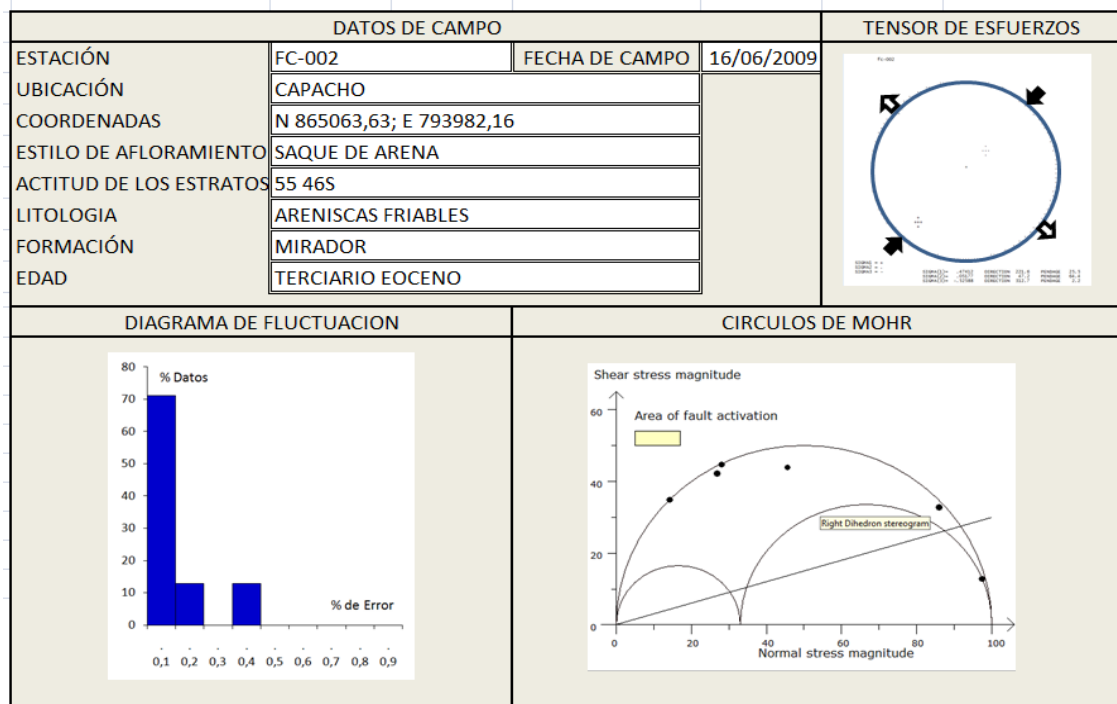 DATOS DE CAMPO
TENSOR DE ESFUERZOS
ESTACIÓN FC-002 FECHA DE CAMPO 16/06/2009
UBICACIÓN CAPACHO
COORDENADAS N 865063,63; E 793982,16
ESTILO DE AFLORAMIENTO SAQUE DE ARENA
ACTITUD DE LOS ESTRATOS 55 46S
LITOLOGIA ARENISCAS FRIABLES
FORMACIÓN MIRADOR
EDAD TERCIARIO EOCENO
FC-002
DIAGRAMA DE FLUCTUACION
CIRCULOS DE MOHR
80
% Datos
70
60
50
40
30
20
10
% de Error
0
0,1 0,2 0,3 0,4 0,5 0,6 0,7 0,8 0,9
Shear stress magnitude
60
Area of fault activation
40
Right Dihedron stereogram
20
0
0 20 40 60 80 100
Normal stress magnitude